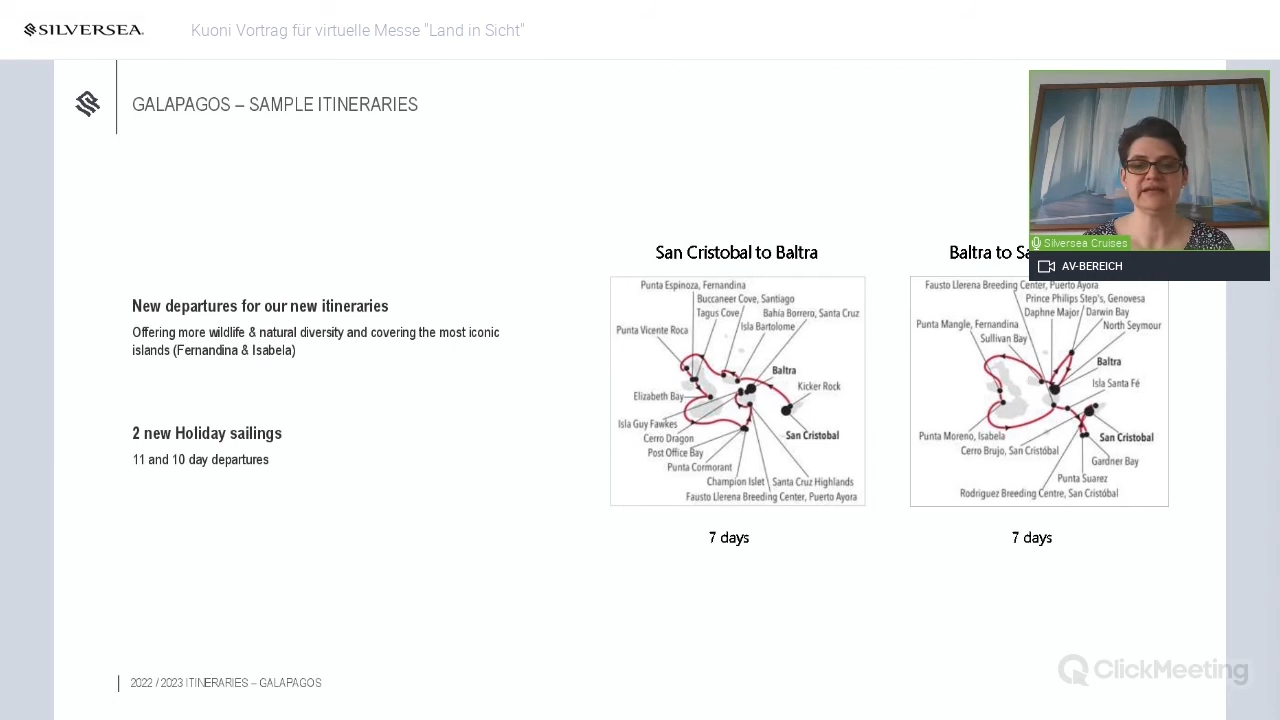 SILVERSEA
Kuoni Vortrag für virtuelle Messe "Land in Sicht"
GALAPAGOS – SAMPLE ITINERARIES
Silversea Cruises
AV-BEREICH
New departures for our new itineraries
Offering more wildlife & natural diversity and covering the most iconic
islands (Fernandina & Isabela)
2 new Holiday sailings
11 and 10 day departures
San Cristobal to Baltra
Punta Espinoza, Fernandina
Buccaneer Cove, Santiago
Tagus Cove
Bahía Borrero, Santa Cruz
Punta Vicente Roca
Isla Bartolome
Baltra
Kicker Rock
Elizabeth Bay
Isla Guy Fawkes
San Cristobal
Cerro Dragon
Post Office Bay
Punta Cormorant
Champion Islet
Santa Cruz Highlands
Fausto Llerena Breeding Center, Puerto Ayora
7 days
Baltra to
Fausto Llerena Breeding Center, Puerto Ayora
Prince Philips Step's, Genovesa
Daphne Major
Darwin Bay
Punta Mangle, Fernandina
North Seymour
Sullivan Bay
Baltra
Isla Santa Fé
Punta Moreno, Isabela
San Cristobal
Cerro Brujo, San Cristóbal
Gardner Bay
Punta Suarez
Rodriguez Breeding Centre, San Cristóbal
7 days
2022 / 2023 ITINERARIES – GALAPAGOS
ClickMeeting